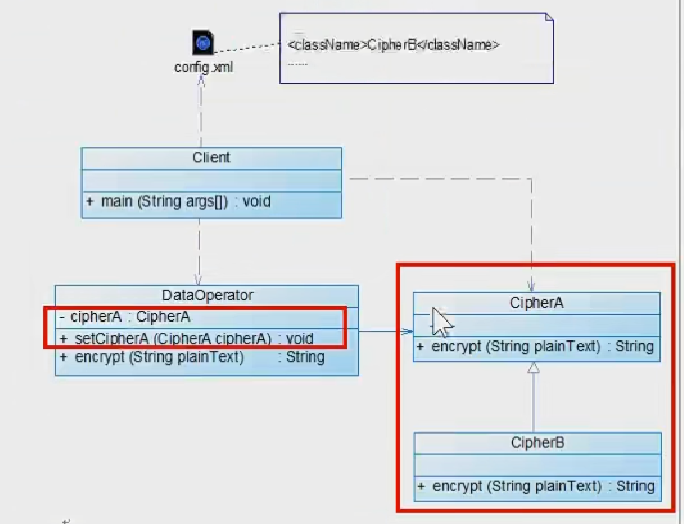 <className>CipherB</className>
......
config.xml
Client
+ main (String args[]) : void
DataOperator
- cipherA : CipherA
+ setCipherA (CipherA cipherA) : void
+ encrypt (String plainText) : String
CipherA
+ encrypt (String plainText) : String
CipherB
+ encrypt (String plainText) : String